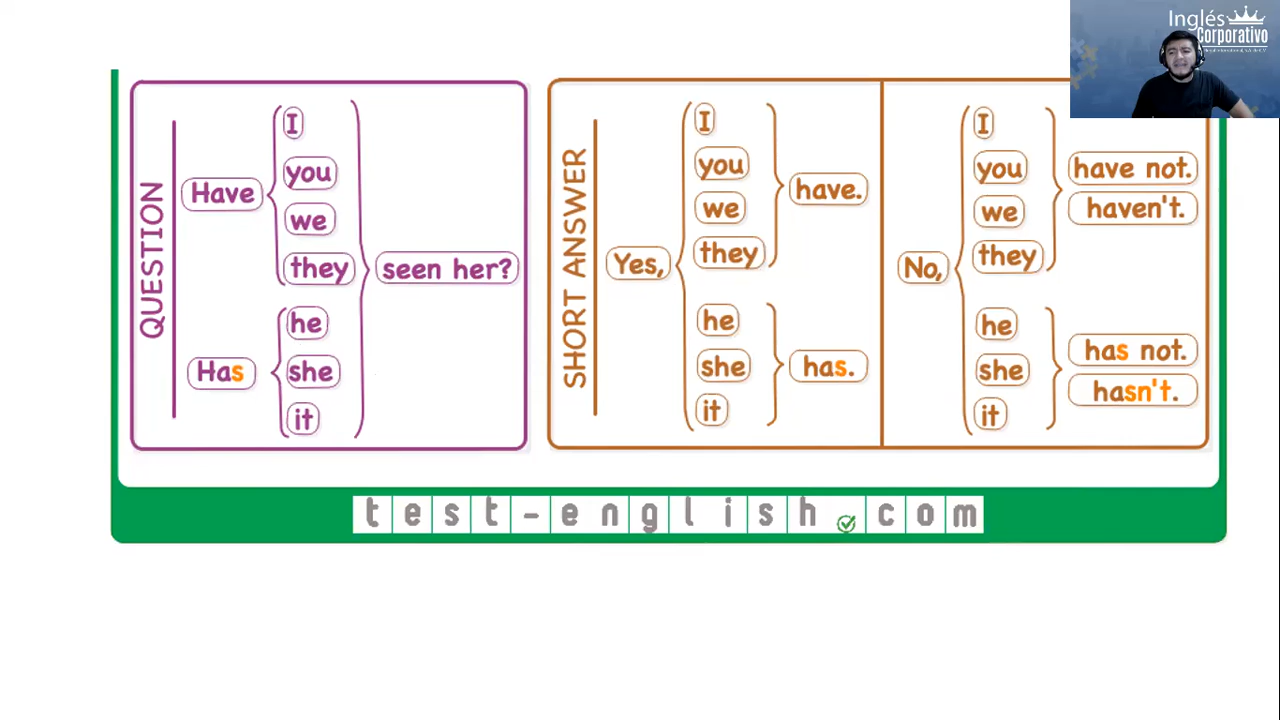 Inglés
Corporativo
QUESTION
Have
I
you
we
they
Has
he
she
it
seen her?
SHORT ANSWER
Yes,
I
you
we
they
have.
he
she
it
has.
No,
I
you
we
they
have not.
haven't.
he
she
it
has not.
hasn't.
test-english.com